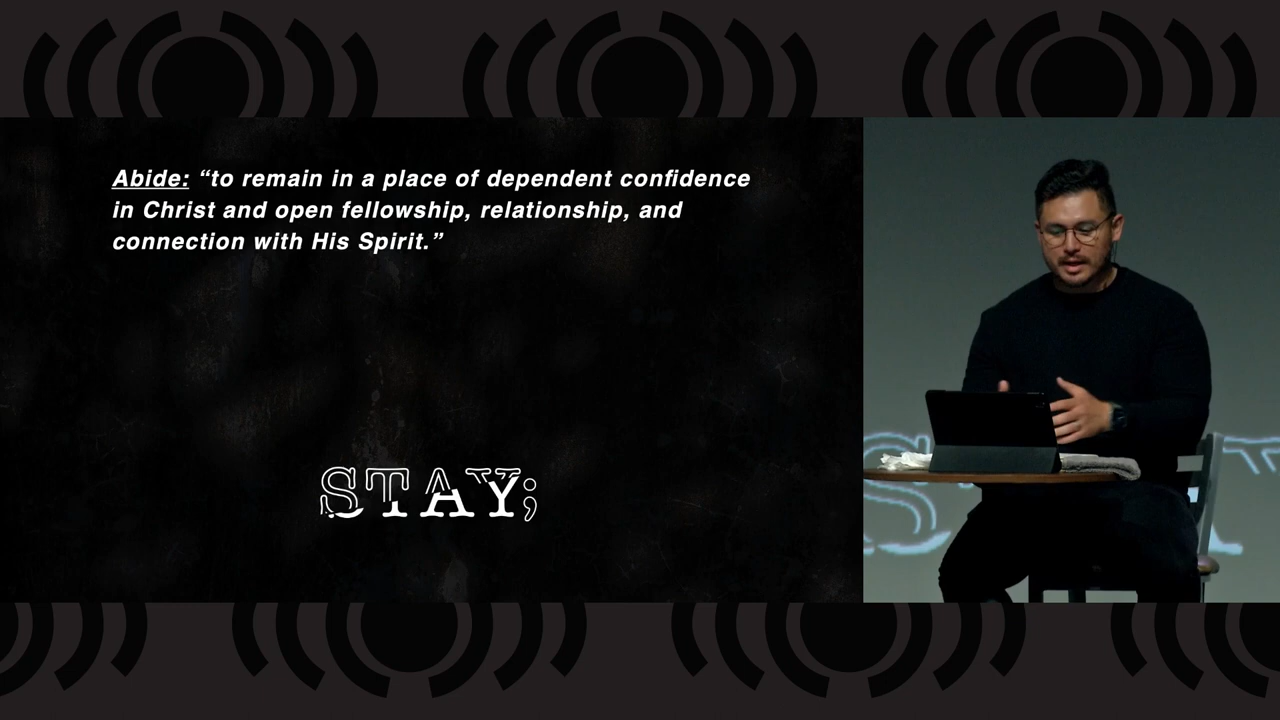 Abide: “to remain in a place of dependent confidence
in Christ and open fellowship, relationship, and
connection with His Spirit.”
STAY;